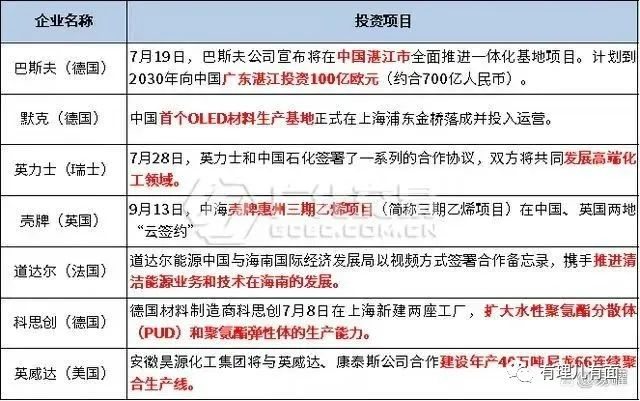 企业名称 投资项目
巴斯夫（德国） 7月19日，巴斯夫公司宣布将在中国湛江市全面推进一体化基地项目。计划到
2030年向中国广东湛江投资100亿欧元（约合700亿人民币）。
默克（德国） 中国首个OLED材料生产基地正式在上海浦东金桥落成并投入运营。
英力士（瑞士） 7月28日，英力士和中国石化签署了一系列的合作协议，双方将共同发展高端化
工领域。
壳牌（英国） 9月13日，中海壳牌惠州三期乙烯项目（简称三期乙烯项目）在中国、英国两地
“云签约”
道达尔（法国） 道达尔能源中国与海南国际经济发展局以视频方式签署合作备忘录，携手推进清
洁能源业务和技术在海南的发展。
科思创（德国） 德国材料制造商科思创7月8日在上海新建两座工厂，扩大水性聚氨酯分散体
（PUD）和聚氨酯弹性体的生产能力。
英威达（美国） 安徽昊源化工集团将与英威达、康泰斯公司合作建设年产40万吨尼龙66连续聚
合生产线。
ECEC.COM.CN
有理儿有面